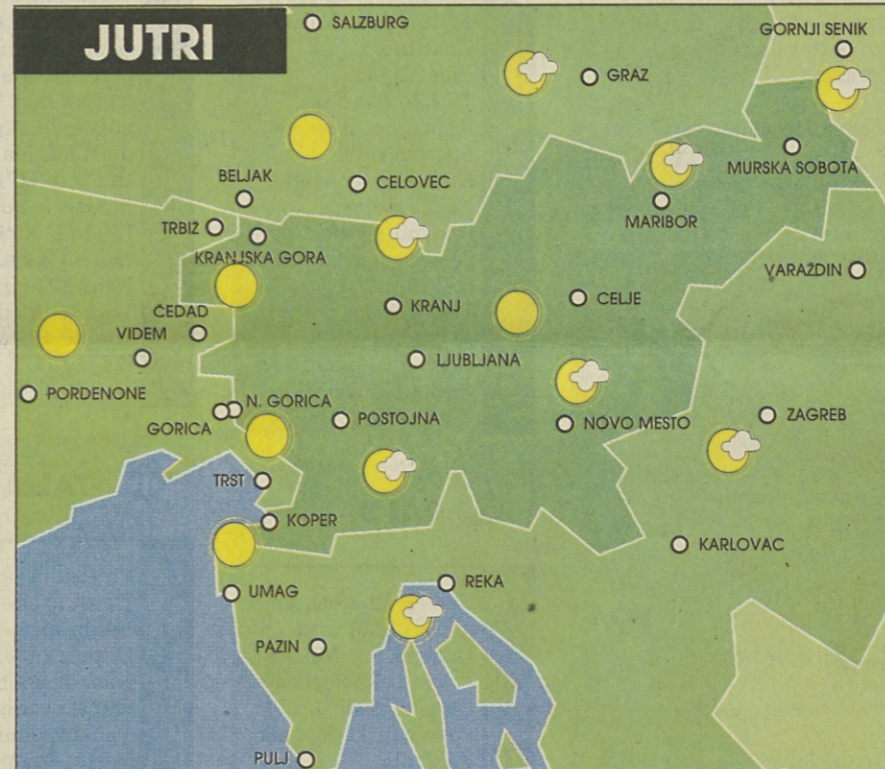 JUTRI
SALZBURG
GORNJI SENIK
GRAZ
MURSKA SOBOTA
BELJAK
CELOVEC
TRBIŽ
MARIBOR
KRANJSKA GORA
VARAŽDIN
ČEDAD
KRANJ
CELJE
VIDEM
LJUBLJANA
PORDENONE
N. GORICA
GORICA
POSTOJNA
NOVO MESTO
ZAGREB
TRST
KOPER
KARLOVAC
UMAG
REKA
PAZIN
PULJ